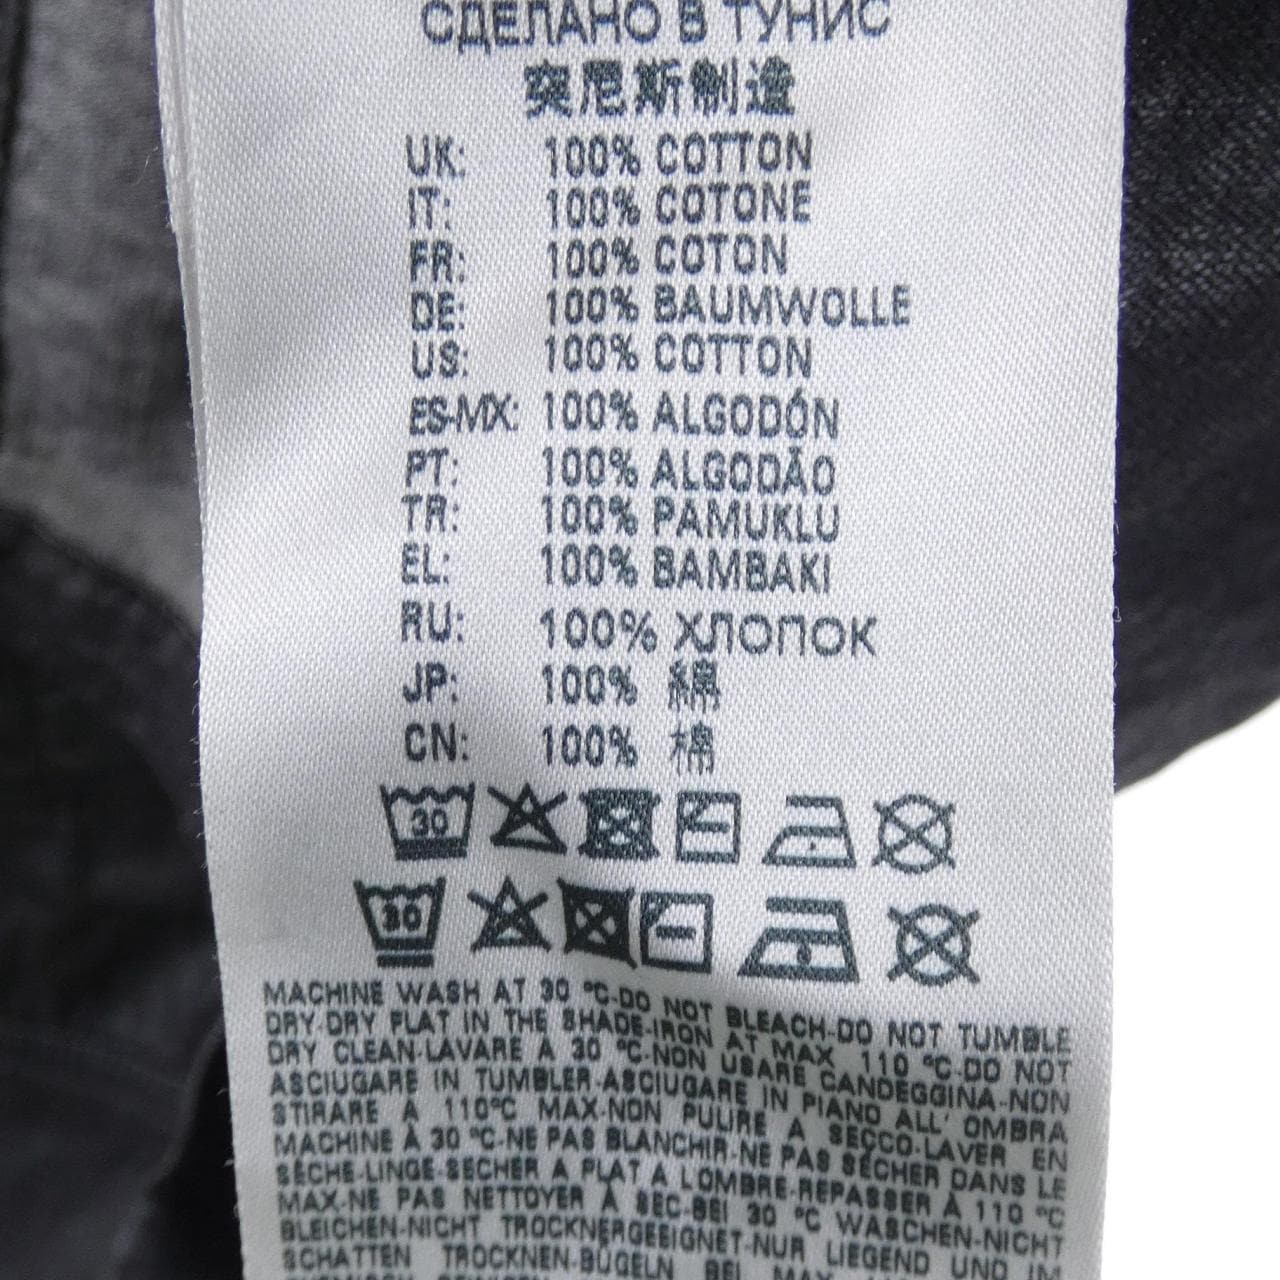 СДЕЛАНО В ТУНИС
突尼斯制造
UK: 100% COTTON
IT: 100% COTONE
FR: 100% COTON
DE: 100% BAUMWOLLE
US: 100% COTTON
ES-MX: 100% ALGODÓN
PT: 100% ALGODÃO
TR: 100% PAMUKLU
EL: 100% BAMBAKI
RU: 100% ХЛОПОК
JP: 100% 綿
CN: 100% 棉
30
30
MACHINE WASH AT 30 °C-DO NOT BLEACH-DO NOT TUMBLE
DRY-DRY FLAT IN THE SHADE-IRON AT MAX 110 °C-DO NOT
DRY CLEAN-LAVARE A 30 °C-NON USARE CANDEGGINA-NON
ASCIUGARE IN TUMBLER-ASCIUGARE IN PIANO ALL' OMBRA
STIRARE A 110°C MAX-NON PULIRE A SECCO-LAVER EN
MACHINE À 30 °C-NE PAS BLANCHIR-NE PAS SÉCHER DANS LE
SÈCHE-LINGE-SÉCHER A PLAT A L'OMBRE-REPASSER À 110 °C
MAX-NE PAS NETTOYER À SEC-BEI 30 °C WASCHEN-NICHT
BLEICHEN-NICHT TROCKNERGEEIGNET-NUR LIEGEND UND IM
SCHATTEN TROCKNEN-BÜGELN BEI MAX